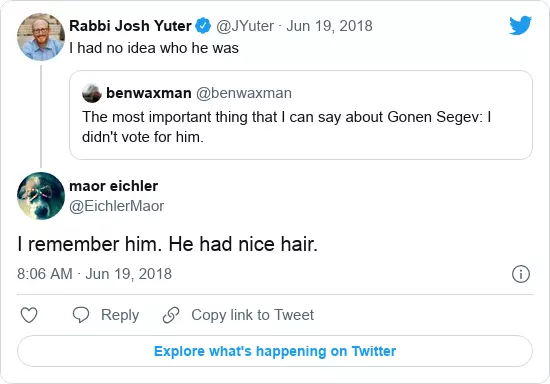 Rabbi Josh Yuter @JYuter · Jun 19, 2018
I had no idea who he was
benwaxman @benwaxman
The most important thing that I can say about Gonen Segev: I
didn't vote for him.
maor eichler
@EichlerMaor
I remember him. He had nice hair.
8:06 AM · Jun 19, 2018
Reply Copy link to Tweet
Explore what's happening on Twitter